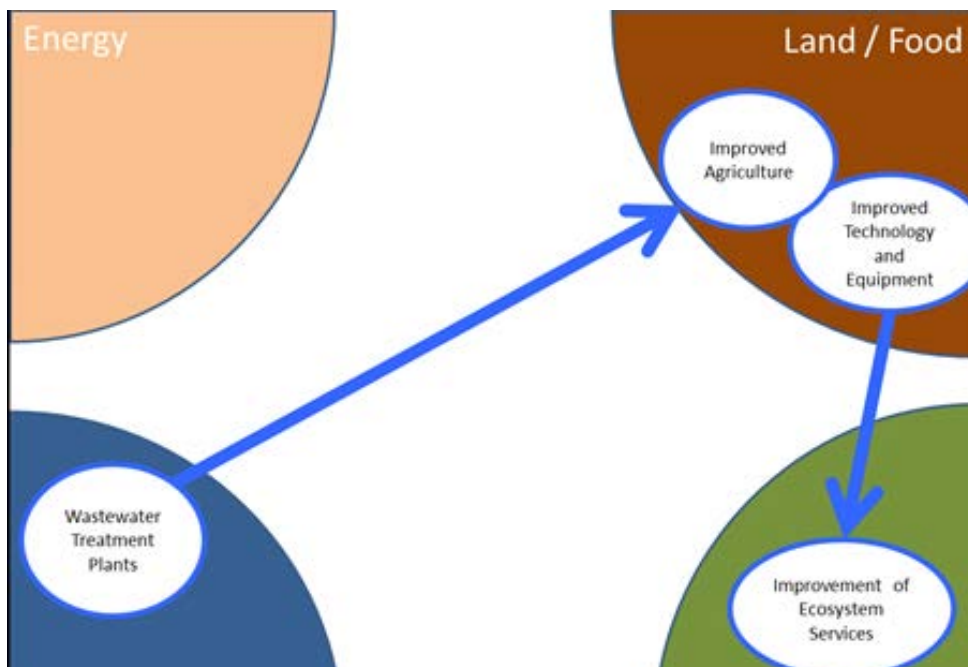 Energy
Land / Food
Improved
Agriculture
Improved
Technology
and
Equipment
Wastewater
Treatment
Plants
Improvement of
Ecosystem
Services